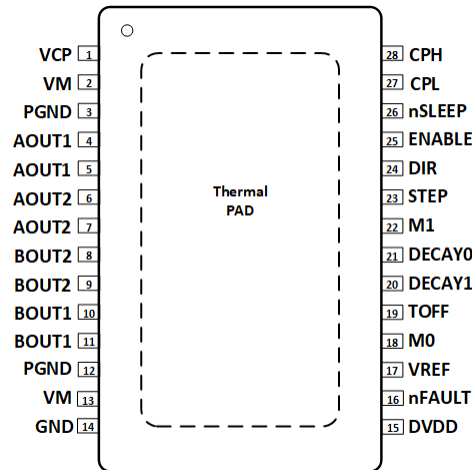 VCP 1 28 CPH
VM 2 27 CPL
PGND 3 26 nSLEEP
AOUT1 4 25 ENABLE
AOUT1 5 24 DIR
AOUT2 6 23 STEP
AOUT2 7 22 M1
BOUT2 8 21 DECAY0
BOUT2 9 20 DECAY1
BOUT1 10 19 TOFF
BOUT1 11 18 M0
PGND 12 17 VREF
VM 13 16 nFAULT
GND 14 15 DVDD
Thermal
PAD